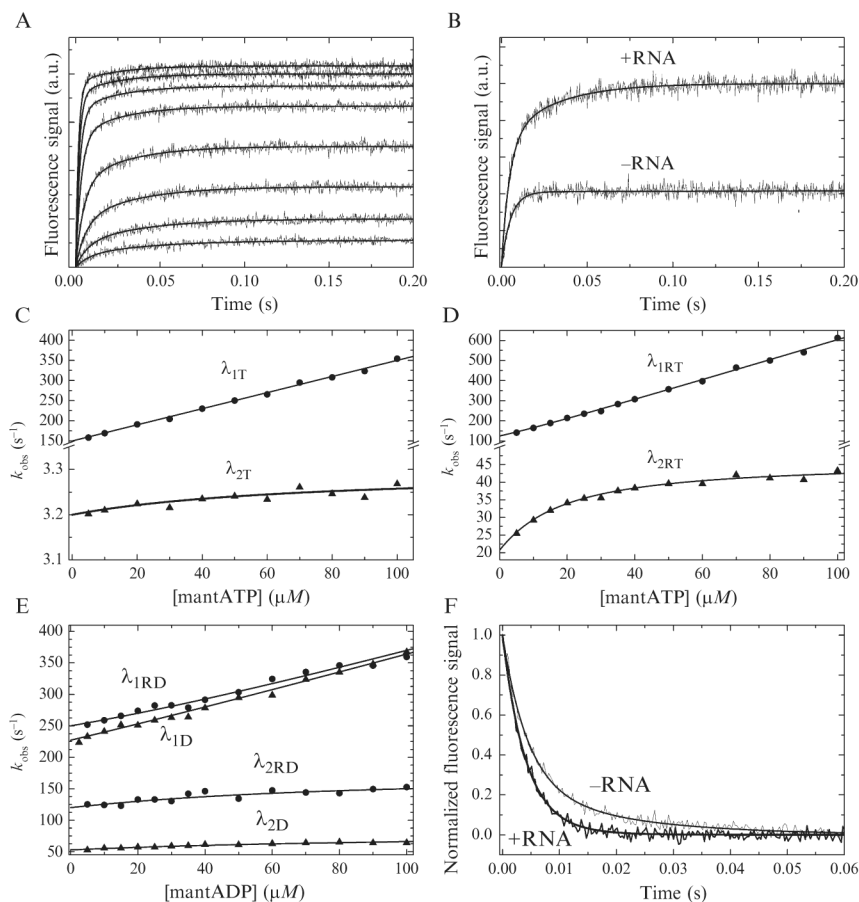 A
Fluorescence signal (a.u.)
0.00 0.05 0.10 0.15 0.20
Time (s)
B
+RNA
–RNA
Fluorescence signal (a.u.)
0.00 0.05 0.10 0.15 0.20
Time (s)
C
400
350
300
250
200
150
3.3
3.2
3.1
k_obs (s⁻¹)
λ1T
λ2T
0 20 40 60 80 100
[mantATP] (μM)
D
600
500
400
300
200
100
45
40
35
30
25
20
k_obs (s⁻¹)
λ1RT
λ2RT
0 20 40 60 80 100
[mantATP] (μM)
E
400
350
300
250
200
150
100
50
k_obs (s⁻¹)
λ1RD
λ1D
λ2RD
λ2D
0 20 40 60 80 100
[mantADP] (μM)
F
Normalized fluorescence signal
1.0
0.8
0.6
0.4
0.2
0.0
–RNA
+RNA
0.00 0.01 0.02 0.03 0.04 0.05 0.06
Time (s)